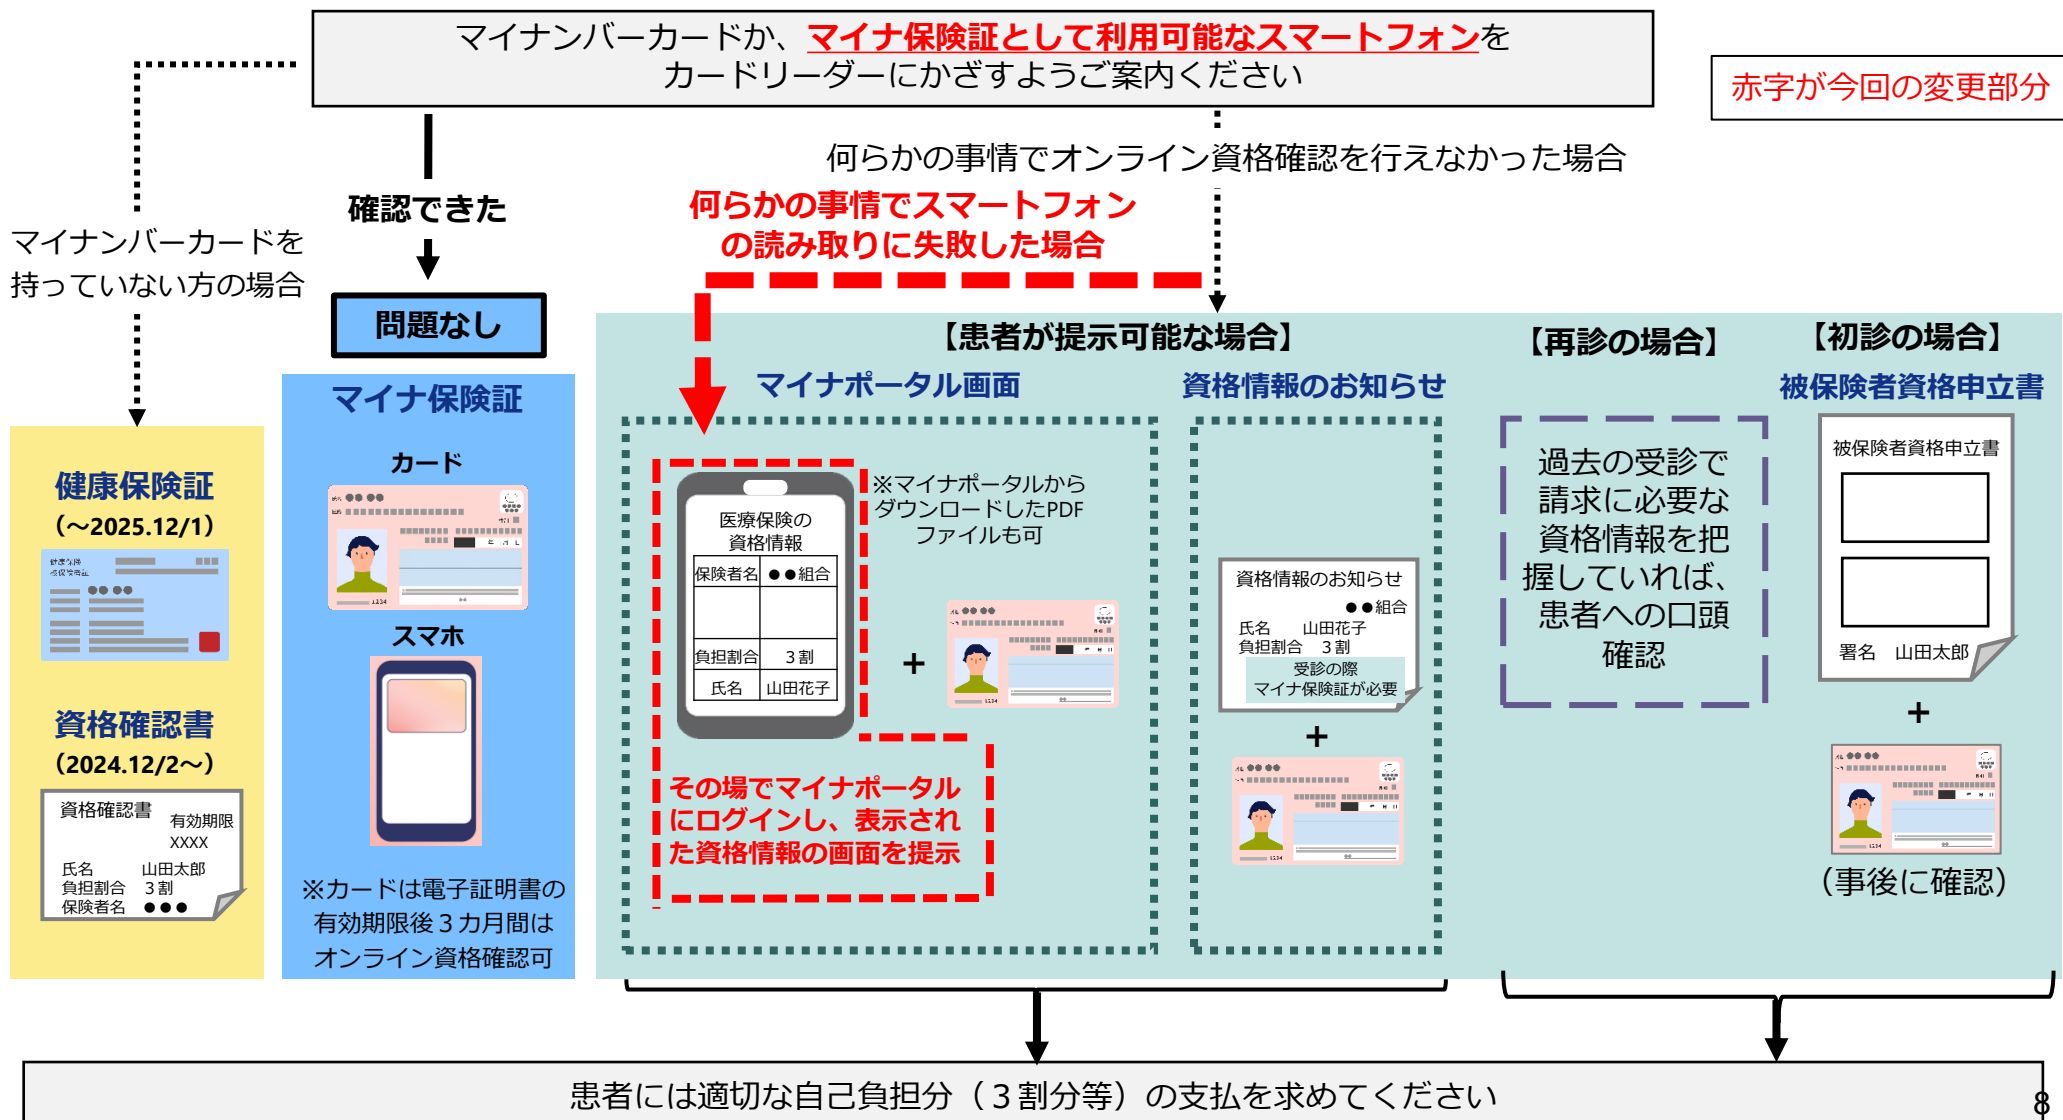 マイナンバーカードか、マイナ保険証として利用可能なスマートフォンを
カードリーダーにかざすようご案内ください
赤字が今回の変更部分
何らかの事情でオンライン資格確認を行えなかった場合
確認できた
何らかの事情でスマートフォン
の読み取りに失敗した場合
マイナンバーカードを
持っていない方の場合
問題なし
健康保険証
（～2025.12/1）
資格確認書
（2024.12/2～）
資格確認書
有効期限
XXXX
氏名 山田太郎
負担割合 3割
保険者名 ●●●
マイナ保険証
カード
スマホ
※カードは電子証明書の
有効期限後３カ月間は
オンライン資格確認可
【患者が提示可能な場合】
マイナポータル画面
医療保険の
資格情報
保険者名 ●●組合
負担割合 ３割
氏名 山田花子
※マイナポータルから
ダウンロードしたPDF
ファイルも可
+
その場でマイナポータル
にログインし、表示され
た資格情報の画面を提示
資格情報のお知らせ
資格情報のお知らせ
●●組合
氏名 山田花子
負担割合 ３割
受診の際
マイナ保険証が必要
+
【再診の場合】
過去の受診で
請求に必要な
資格情報を把
握していれば、
患者への口頭
確認
【初診の場合】
被保険者資格申立書
被保険者資格申立書
署名 山田太郎
+
（事後に確認）
患者には適切な自己負担分（３割分等）の支払を求めてください
8